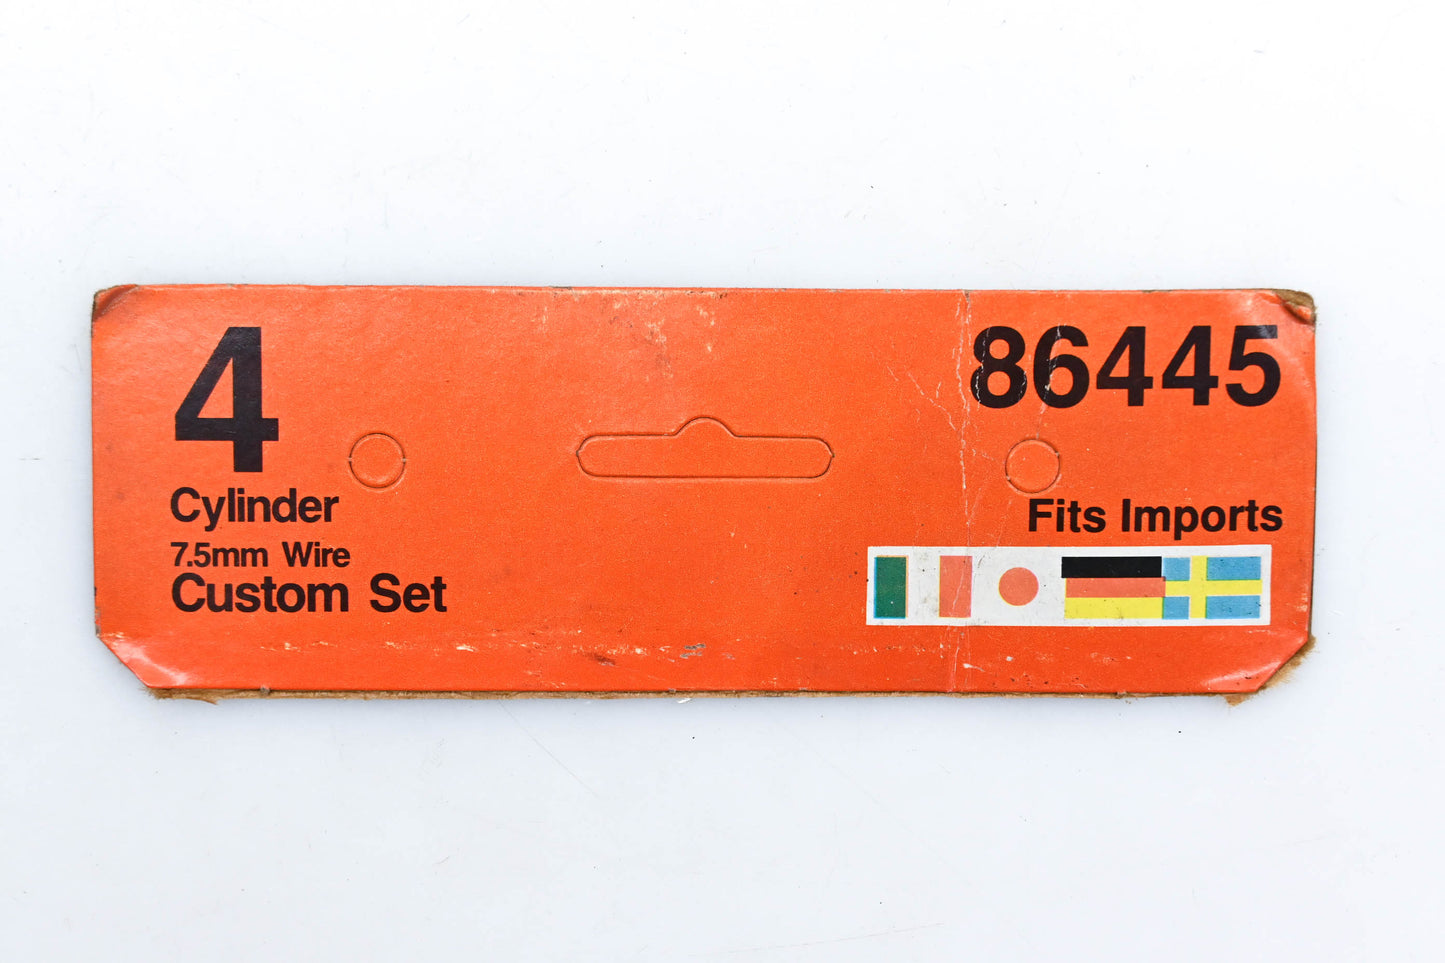 4
Cylinder
7.5mm Wire
Custom Set
86445
Fits Imports